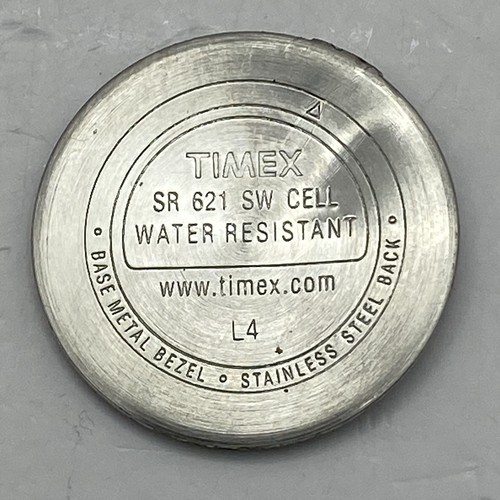 TIMEX
SR 621 SW CELL
WATER RESISTANT
www.timex.com
L4
° BASE METAL BEZEL ° STAINLESS STEEL BACK °